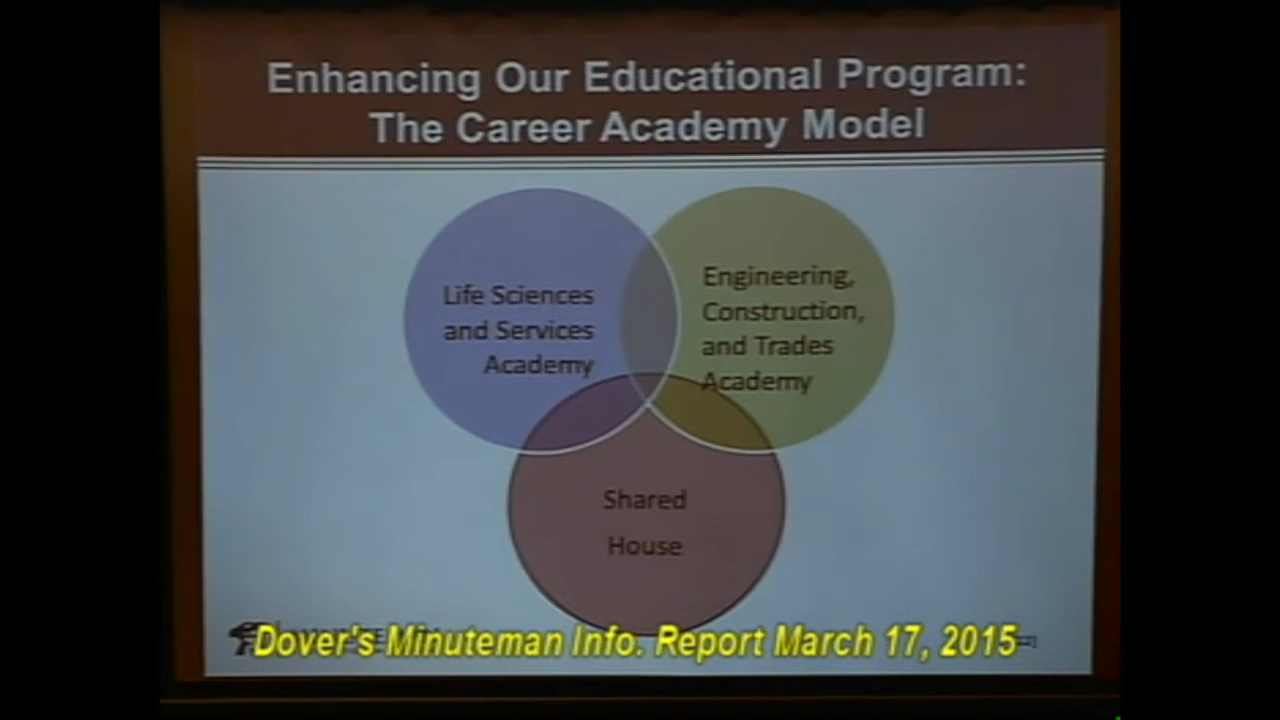 Enhancing Our Educational Program:
The Career Academy Model
Life Sciences
and Services
Academy
Engineering,
Construction,
and Trades
Academy
Shared
House
Dover's Minuteman Info. Report March 17, 2015